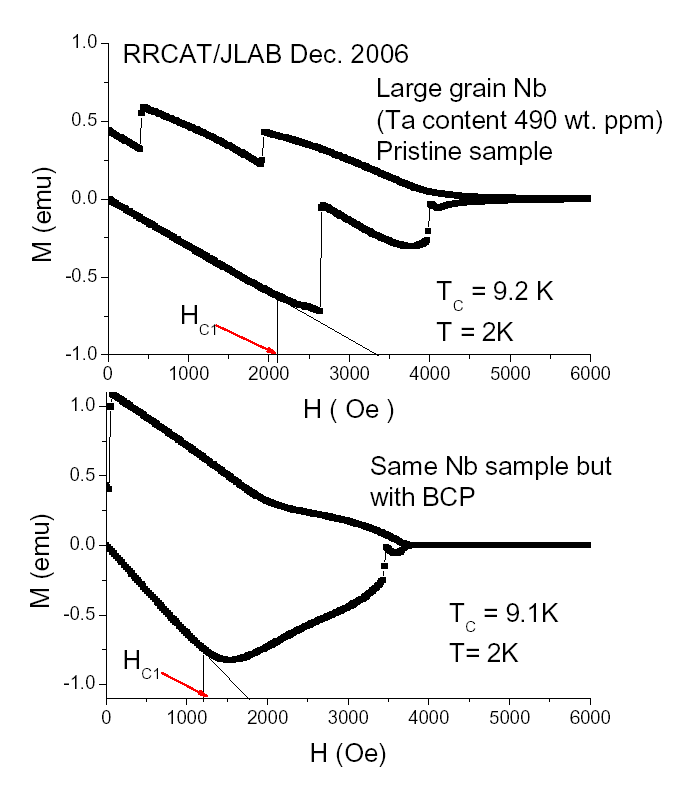 RRCAT/JLAB Dec. 2006
Large grain Nb
(Ta content 490 wt. ppm)
Pristine sample
1.0
0.5
0.0
-0.5
-1.0
M (emu)
H_C1
T_C = 9.2 K
T = 2K
0 1000 2000 3000 4000 5000 6000
H ( Oe )
1.0
0.5
0.0
-0.5
-1.0
M (emu)
Same Nb sample but
with BCP
H_C1
T_C = 9.1K
T= 2K
0 1000 2000 3000 4000 5000 6000
H (Oe)